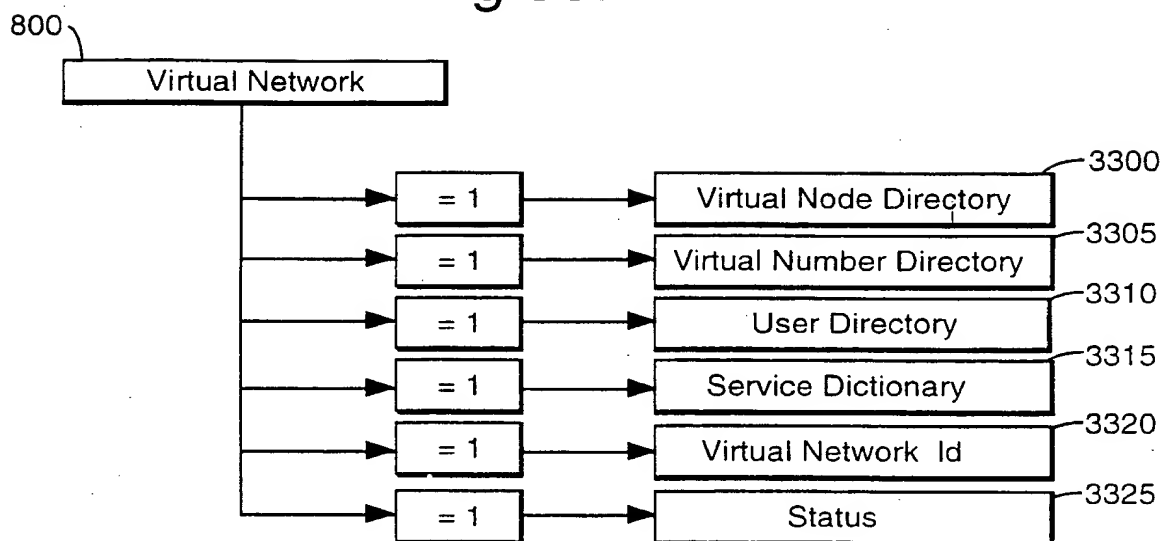 800
Virtual Network
3300
= 1 Virtual Node Directory
3305
= 1 Virtual Number Directory
3310
= 1 User Directory
3315
= 1 Service Dictionary
3320
= 1 Virtual Network Id
3325
= 1 Status